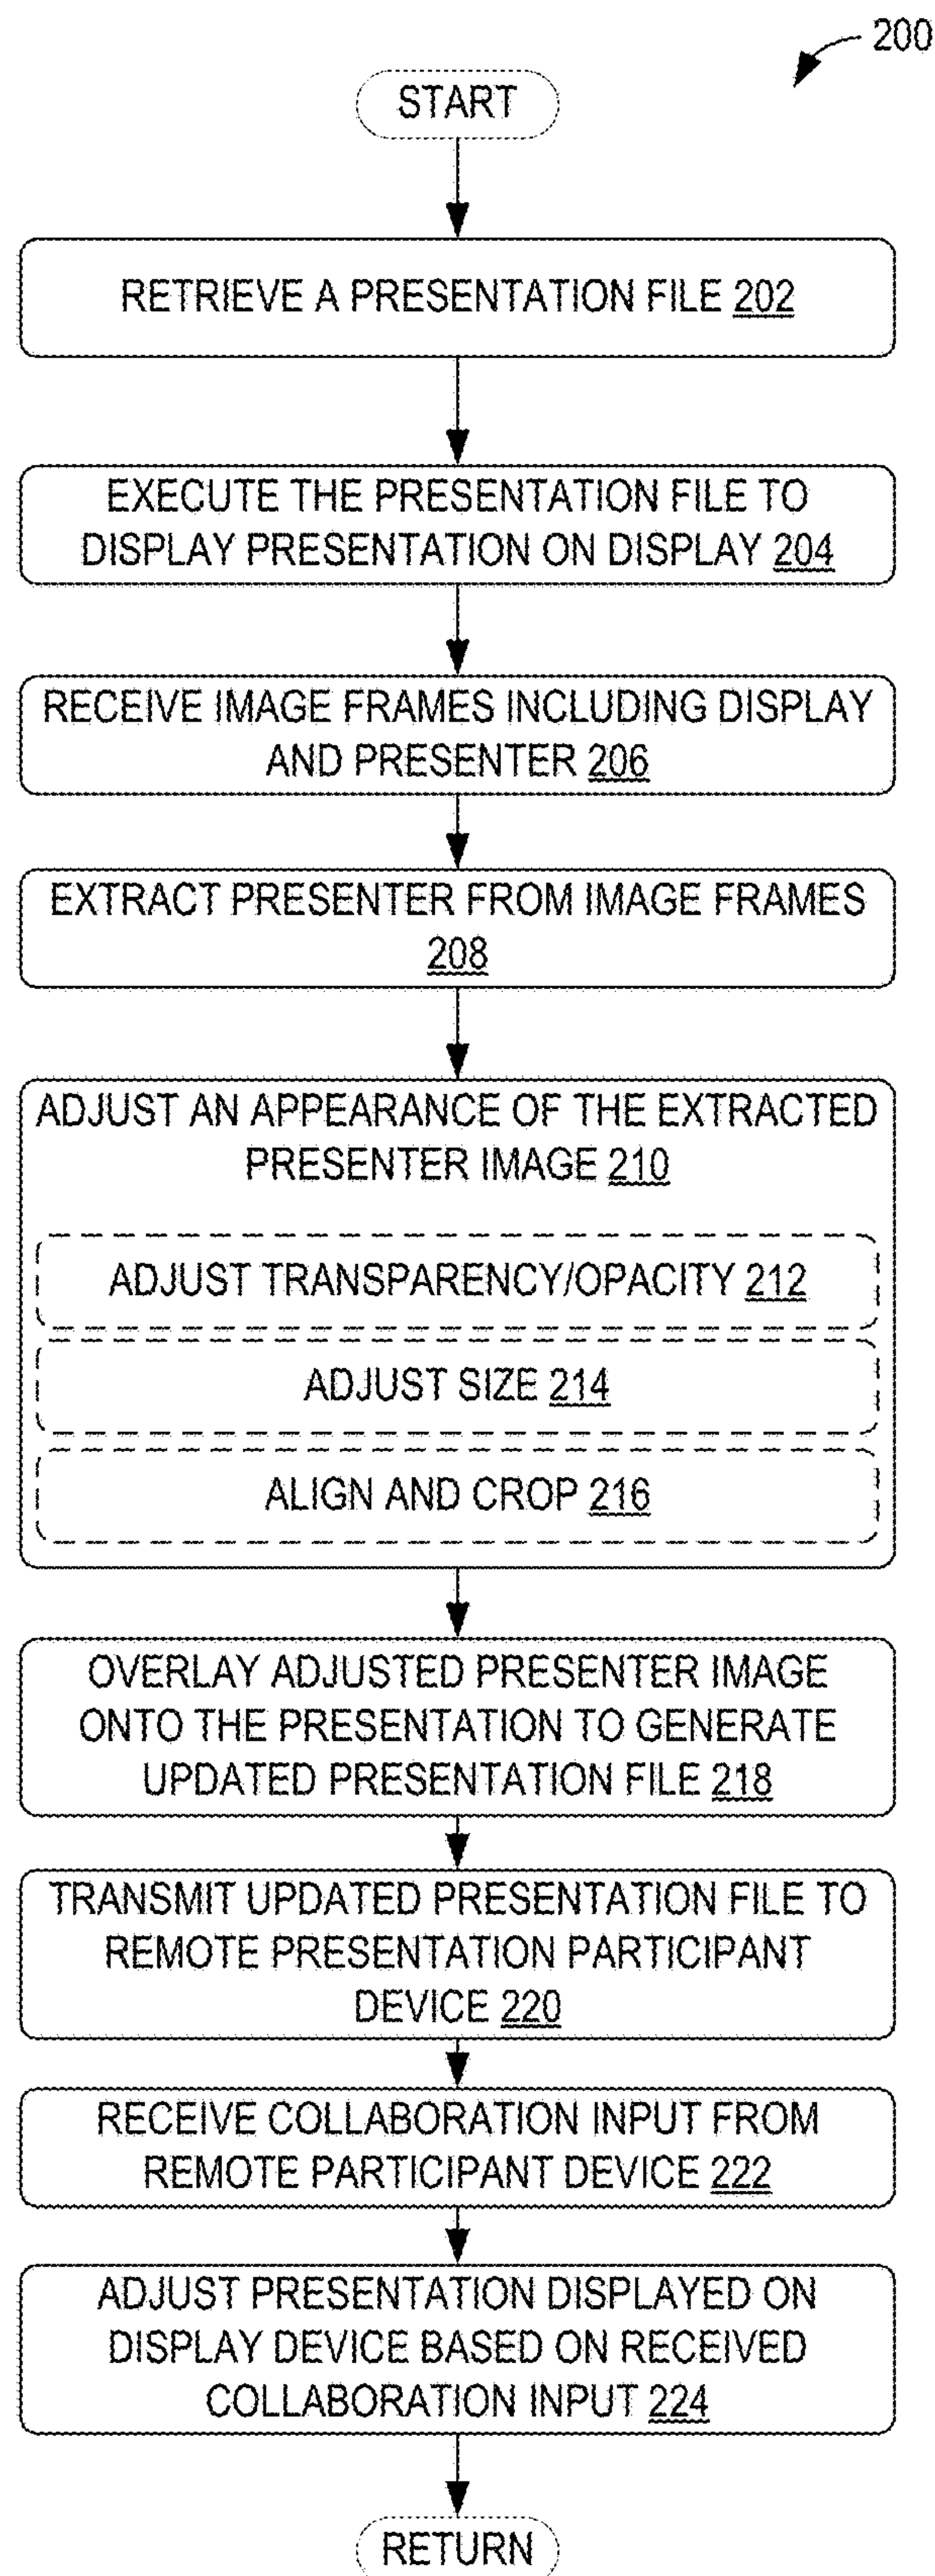 200
START
RETRIEVE A PRESENTATION FILE 202
EXECUTE THE PRESENTATION FILE TO
DISPLAY PRESENTATION ON DISPLAY 204
RECEIVE IMAGE FRAMES INCLUDING DISPLAY
AND PRESENTER 206
EXTRACT PRESENTER FROM IMAGE FRAMES
208
ADJUST AN APPEARANCE OF THE EXTRACTED
PRESENTER IMAGE 210
ADJUST TRANSPARENCY/OPACITY 212
ADJUST SIZE 214
ALIGN AND CROP 216
OVERLAY ADJUSTED PRESENTER IMAGE
ONTO THE PRESENTATION TO GENERATE
UPDATED PRESENTATION FILE 218
TRANSMIT UPDATED PRESENTATION FILE TO
REMOTE PRESENTATION PARTICIPANT
DEVICE 220
RECEIVE COLLABORATION INPUT FROM
REMOTE PARTICIPANT DEVICE 222
ADJUST PRESENTATION DISPLAYED ON
DISPLAY DEVICE BASED ON RECEIVED
COLLABORATION INPUT 224
RETURN